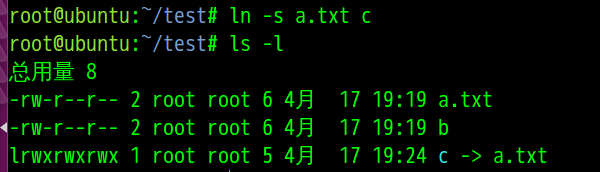 root@ubuntu:~/test# ln -s a.txt c
root@ubuntu:~/test# ls -l
总用量 8
-rw-r--r-- 2 root root 6 4月  17 19:19 a.txt
-rw-r--r-- 2 root root 6 4月  17 19:19 b
lrwxrwxrwx 1 root root 5 4月  17 19:24 c -> a.txt